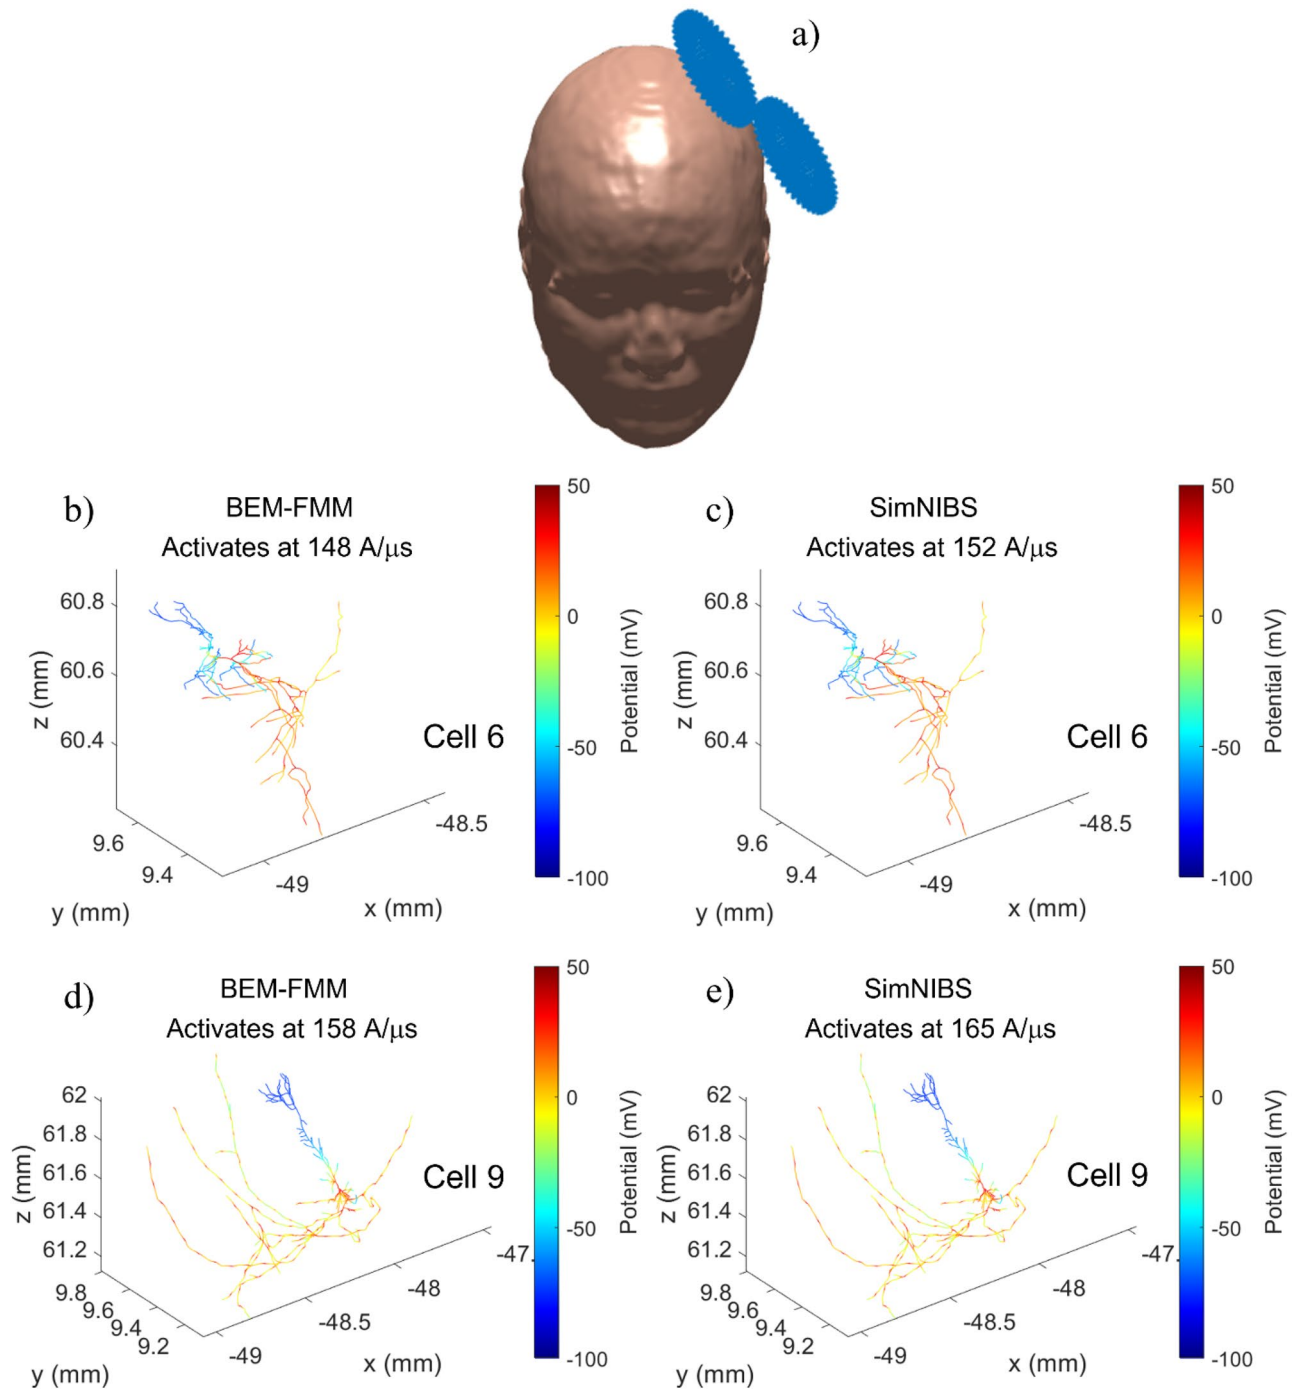 a)
b)
BEM-FMM
Activates at 148 A/μs
z (mm)
60.8
60.6
60.4
9.6
9.4
y (mm)
-49
-48.5
x (mm)
Cell 6
50
0
-50
-100
Potential (mV)
c)
SimNIBS
Activates at 152 A/μs
z (mm)
60.8
60.6
60.4
9.6
9.4
y (mm)
-49
-48.5
x (mm)
Cell 6
50
0
-50
-100
Potential (mV)
d)
BEM-FMM
Activates at 158 A/μs
z (mm)
62
61.8
61.6
61.4
61.2
9.8
9.6
9.4
9.2
y (mm)
-49
-48.5
-48
-47.
x (mm)
Cell 9
50
0
-50
-100
Potential (mV)
e)
SimNIBS
Activates at 165 A/μs
z (mm)
62
61.8
61.6
61.4
61.2
9.8
9.6
9.4
9.2
y (mm)
-49
-48.5
-48
-47.
x (mm)
Cell 9
50
0
-50
-100
Potential (mV)